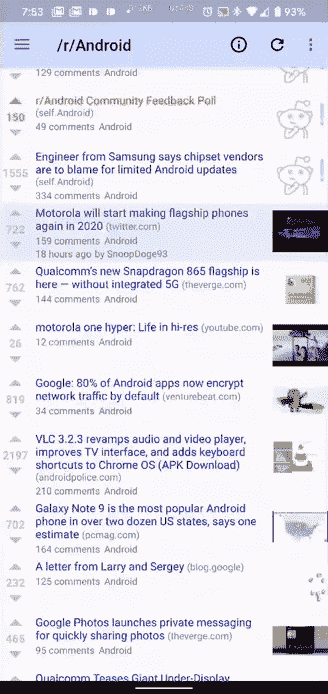 7:53
93%
/r/Android
129 comments Android
r/Android Community Feedback Poll
(self.Android)
150
49 comments Android
Engineer from Samsung says chipset vendors
are to blame for limited Android updates
1555
(self.Android)
334 comments Android
Motorola will start making flagship phones
again in 2020 (twitter.com)
722
159 comments Android
18 hours ago by SnoopDoge93
Qualcomm's new Snapdragon 865 flagship is
here — without integrated 5G (theverge.com)
762
144 comments Android
motorola one hyper: Life in hi-res (youtube.com)
26
12 comments Android
Google: 80% of Android apps now encrypt
network traffic by default (venturebeat.com)
819
34 comments Android
VLC 3.2.3 revamps audio and video player,
improves TV interface, and adds keyboard
2197
shortcuts to Chrome OS (APK Download)
(androidpolice.com)
210 comments Android
Galaxy Note 9 is the most popular Android
phone in over two dozen US states, says one
702
estimate (pcmag.com)
164 comments Android
A letter from Larry and Sergey (blog.google)
232
125 comments Android
Google Photos launches private messaging
for quickly sharing photos (theverge.com)
465
95 comments Android
Qualcomm Teases Giant Under-Display